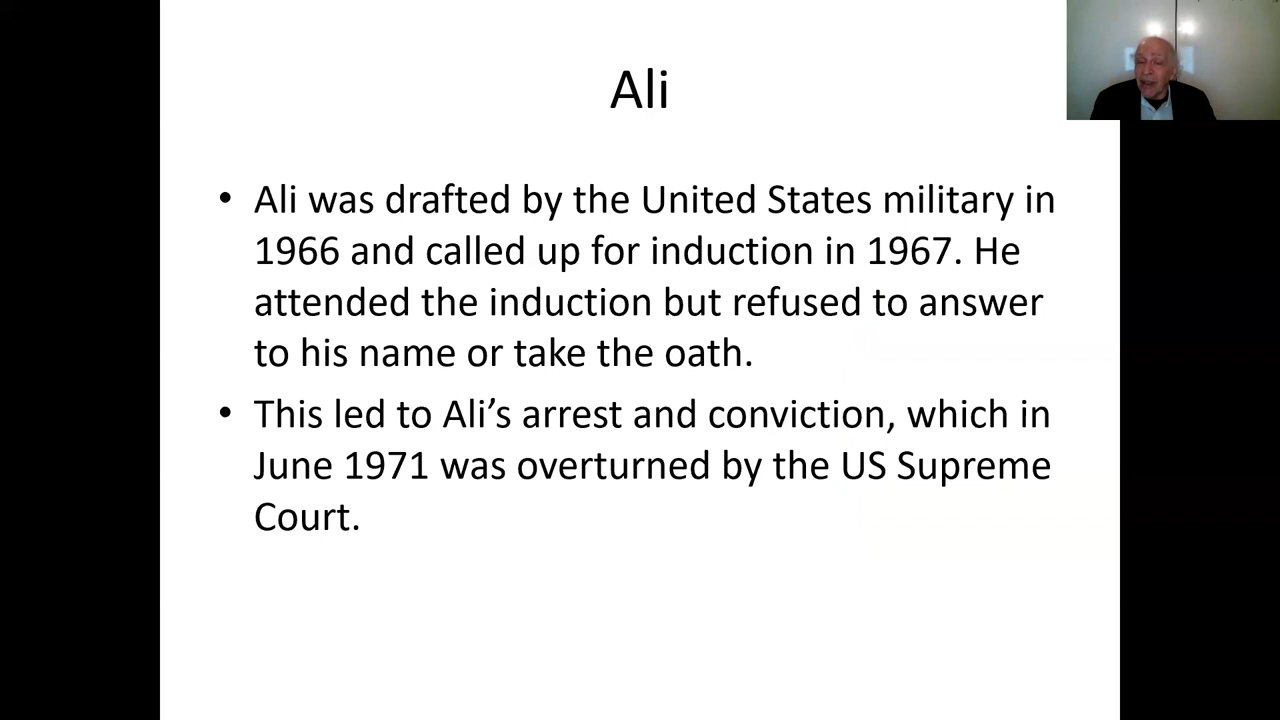 Ali
• Ali was drafted by the United States military in
1966 and called up for induction in 1967. He
attended the induction but refused to answer
to his name or take the oath.
• This led to Ali’s arrest and conviction, which in
June 1971 was overturned by the US Supreme
Court.